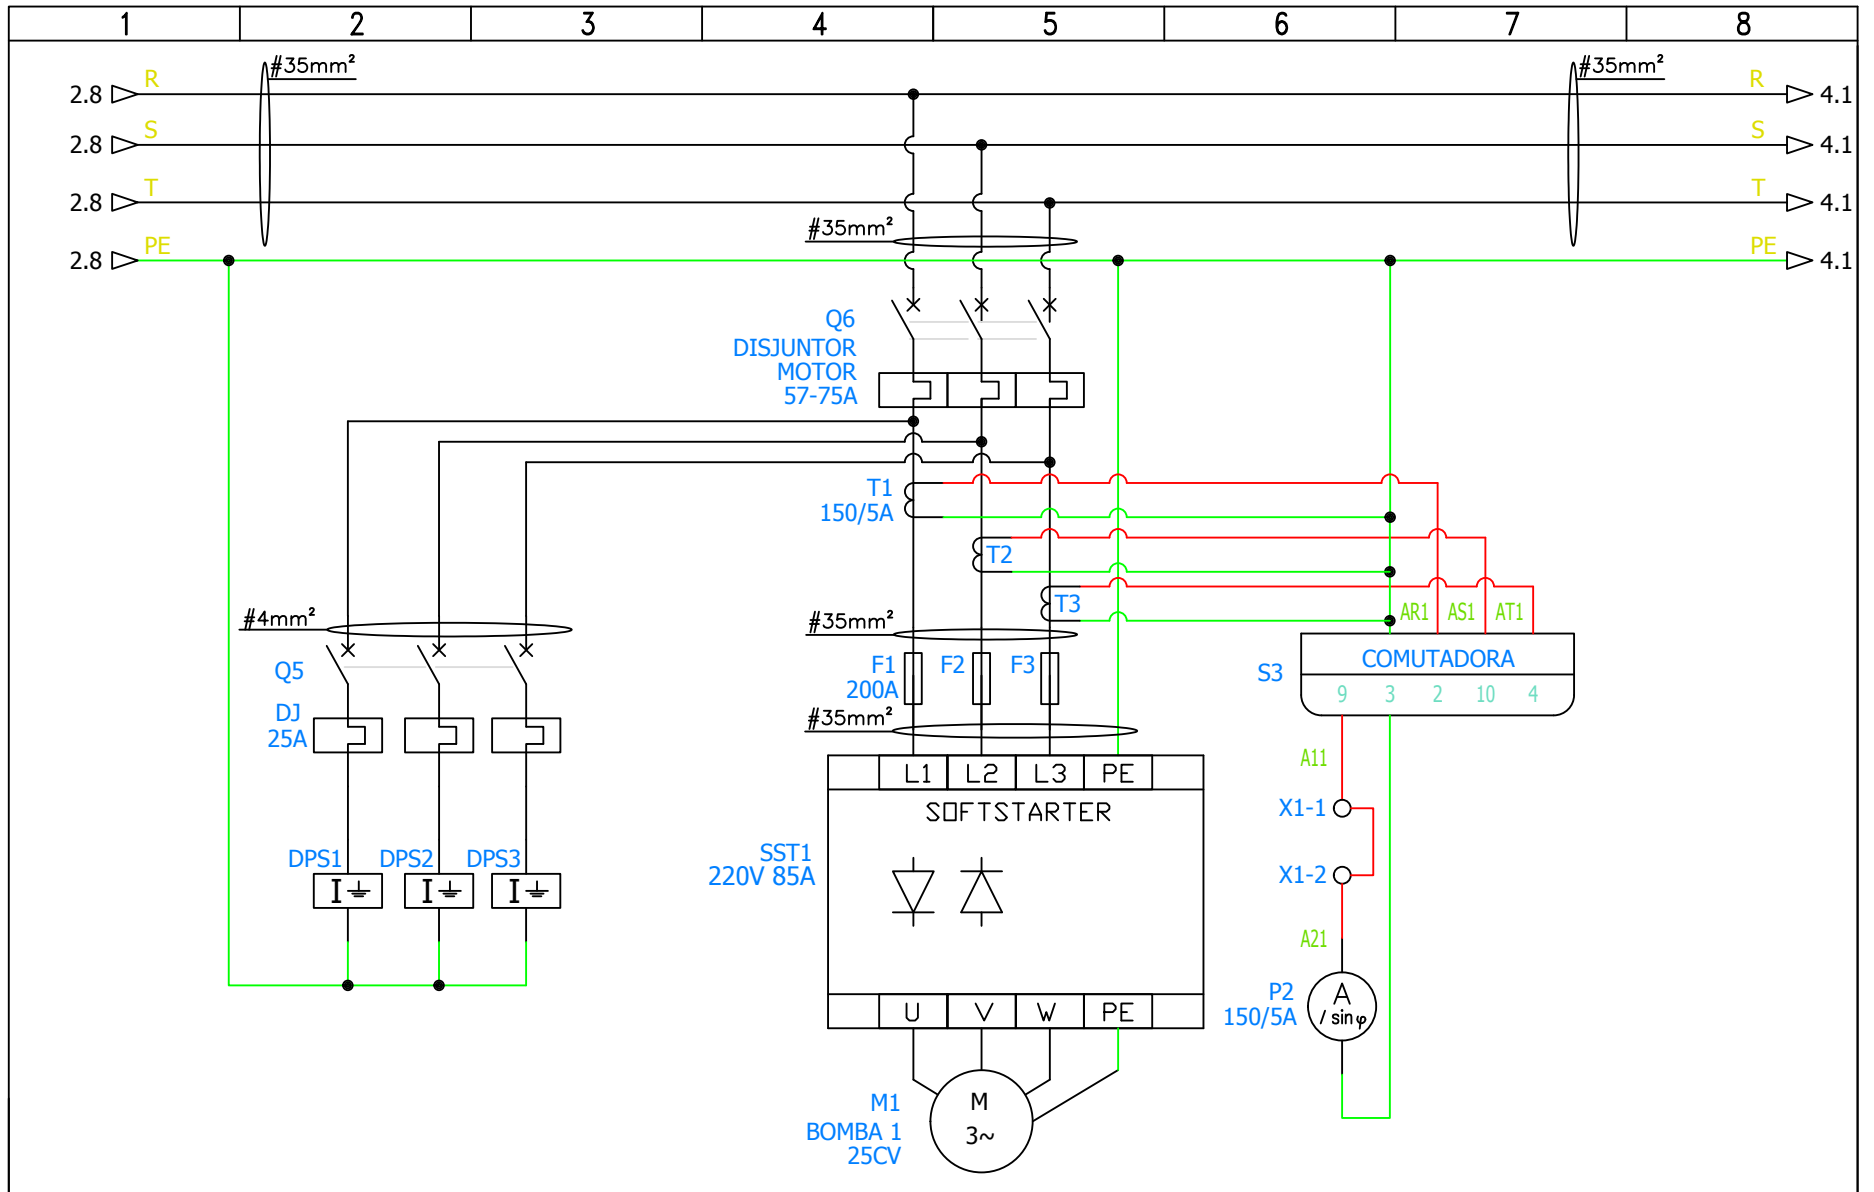 1 2 3 4 5 6 7 8
#35mm² #35mm²
R R
2.8 4.1
S S
2.8 4.1
T T
2.8 4.1
#35mm²
PE PE
2.8 4.1
Q6
DISJUNTOR
MOTOR
57-75A
T1
150/5A
T2
T3
AR1 AS1 AT1
#4mm²
#35mm²
Q5
DJ
25A
F1 F2 F3
200A
#35mm²
S3
COMUTADORA
9 3 2 10 4
L1 L2 L3 PE
SOFTSTARTER
SST1
220V 85A
A11
X1-1
X1-2
A21
DPS1 DPS2 DPS3
I I I
P2
150/5A
A
/ sinφ
U V W PE
M1
BOMBA 1
25CV
M
3~